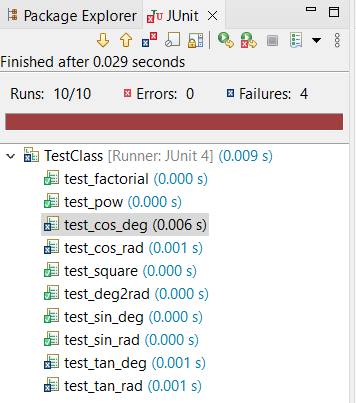 Package Explorer JUnit
Finished after 0.029 seconds
Runs: 10/10 Errors: 0 Failures: 4
TestClass [Runner: JUnit 4] (0.009 s)
test_factorial (0.000 s)
test_pow (0.000 s)
test_cos_deg (0.006 s)
test_cos_rad (0.001 s)
test_square (0.000 s)
test_deg2rad (0.000 s)
test_sin_deg (0.000 s)
test_sin_rad (0.000 s)
test_tan_deg (0.001 s)
test_tan_rad (0.001 s)